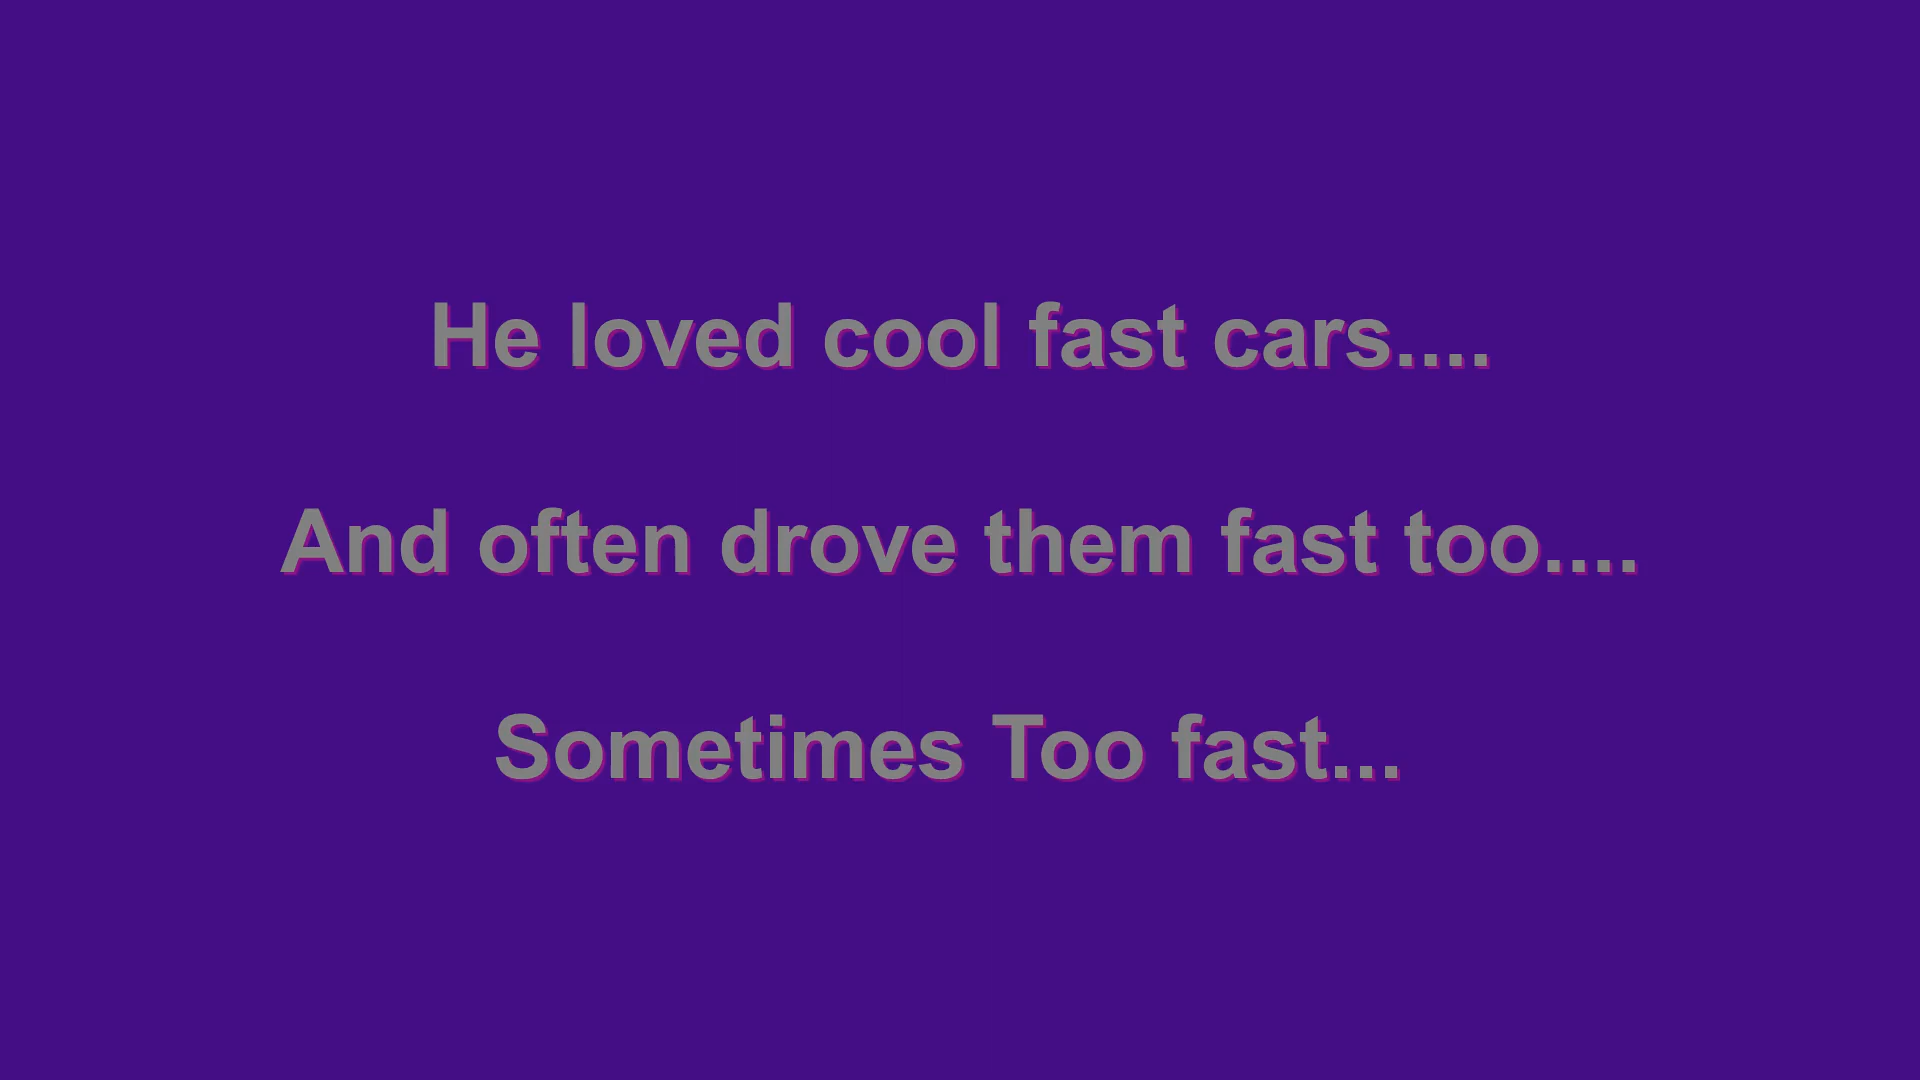 He loved cool fast cars....
And often drove them fast too....
Sometimes Too fast...